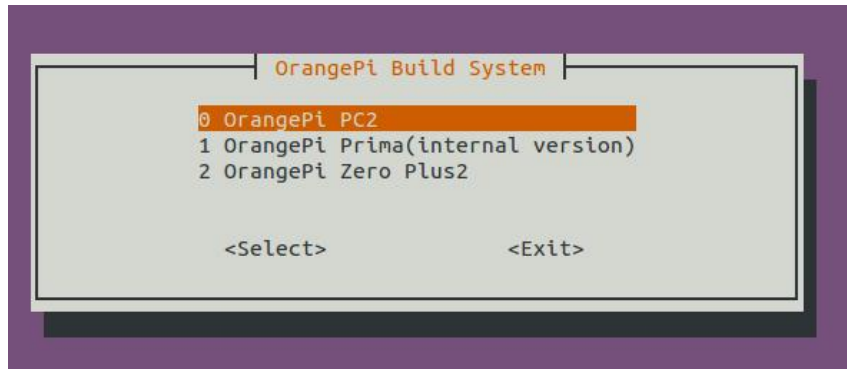 OrangePi Build System
0 OrangePi PC2
1 OrangePi Prima(internal version)
2 OrangePi Zero Plus2
<Select> <Exit>